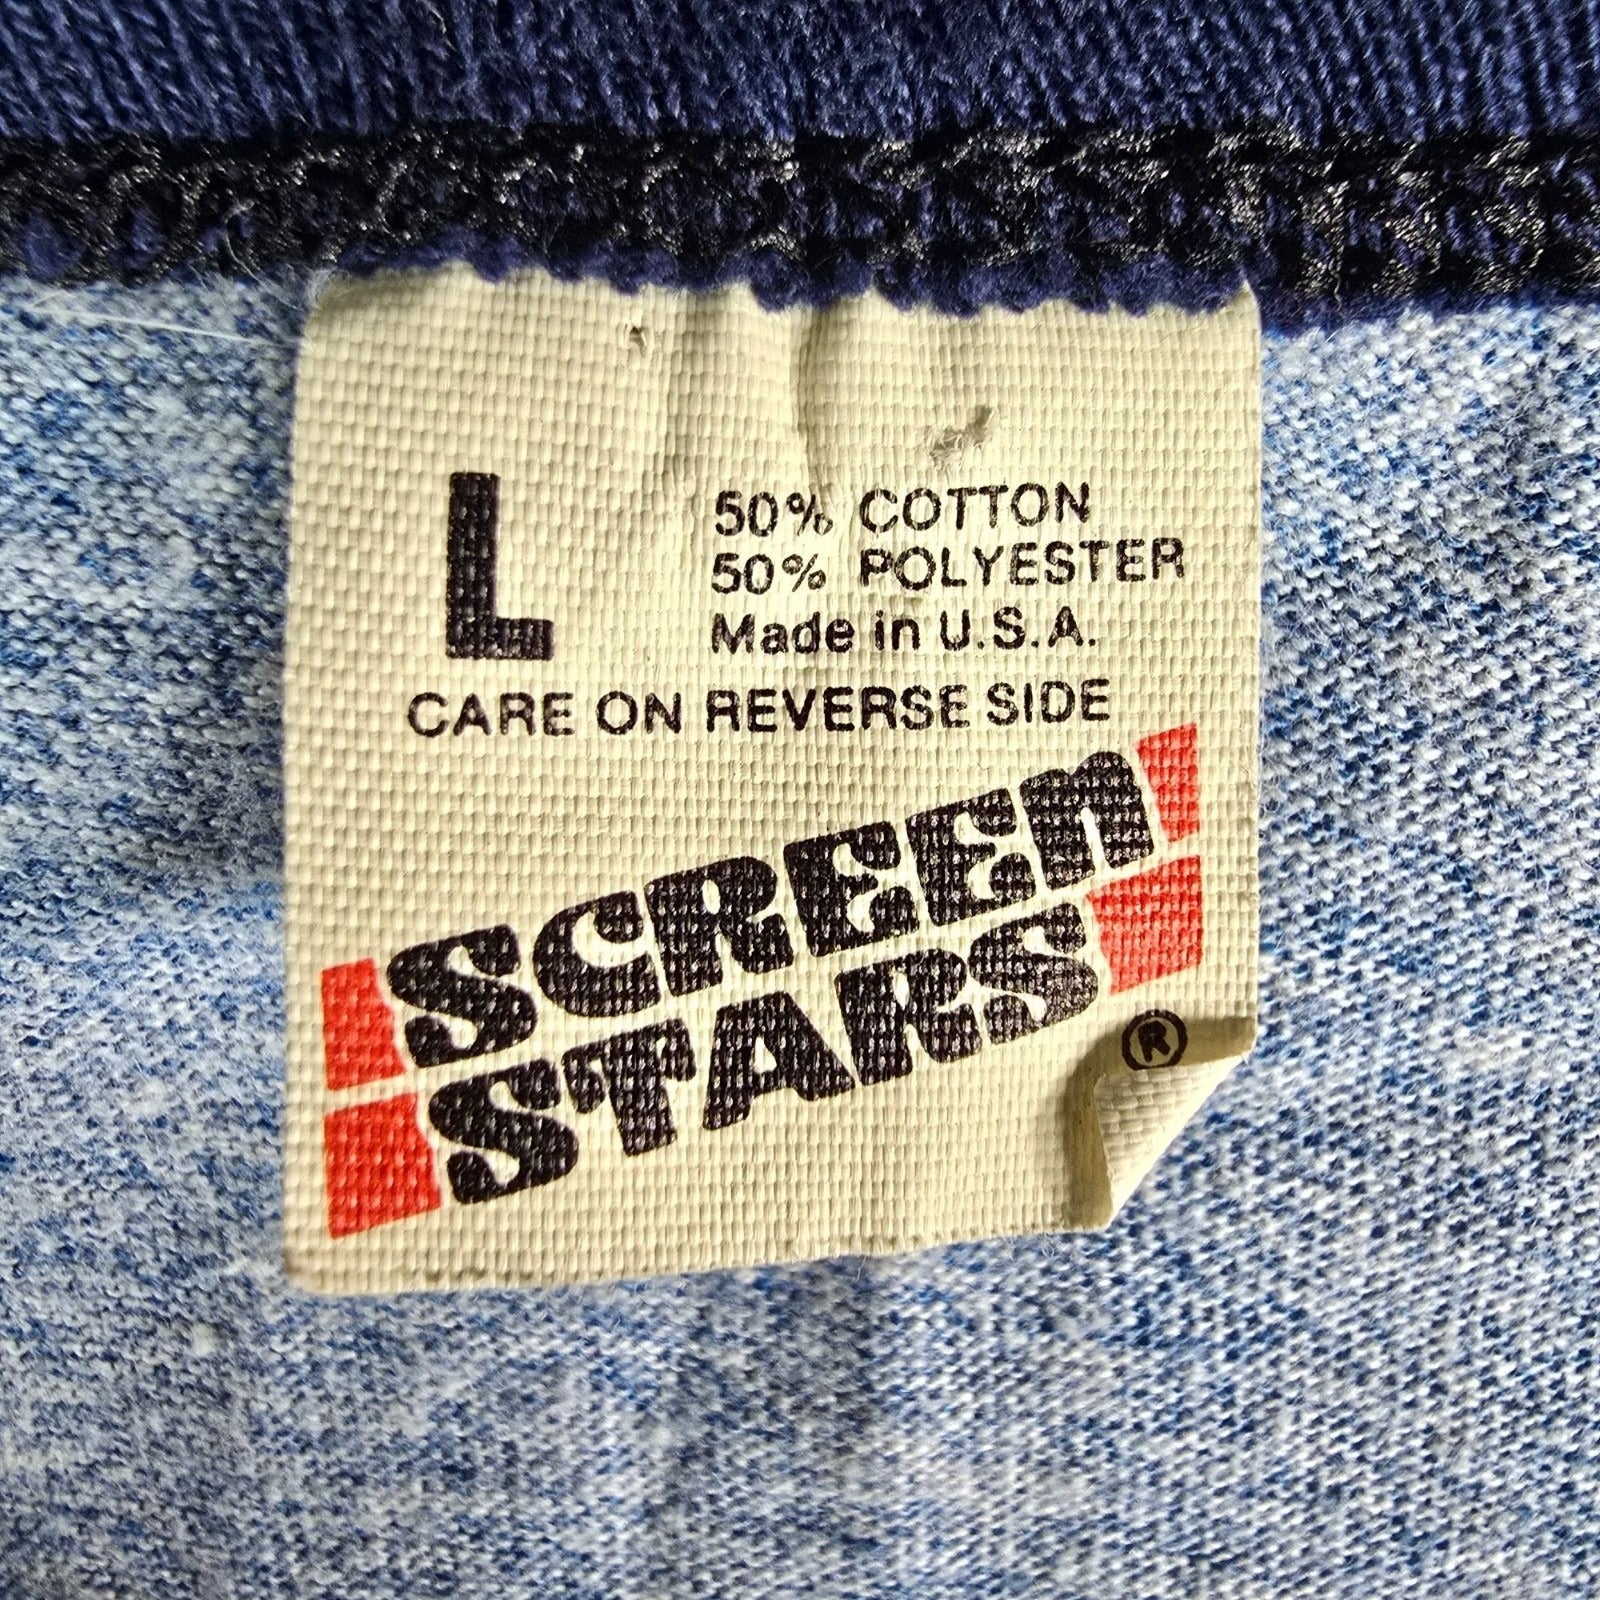 L
50% COTTON
50% POLYESTER
Made in U.S.A.
CARE ON REVERSE SIDE
SCREEN
STARS
®